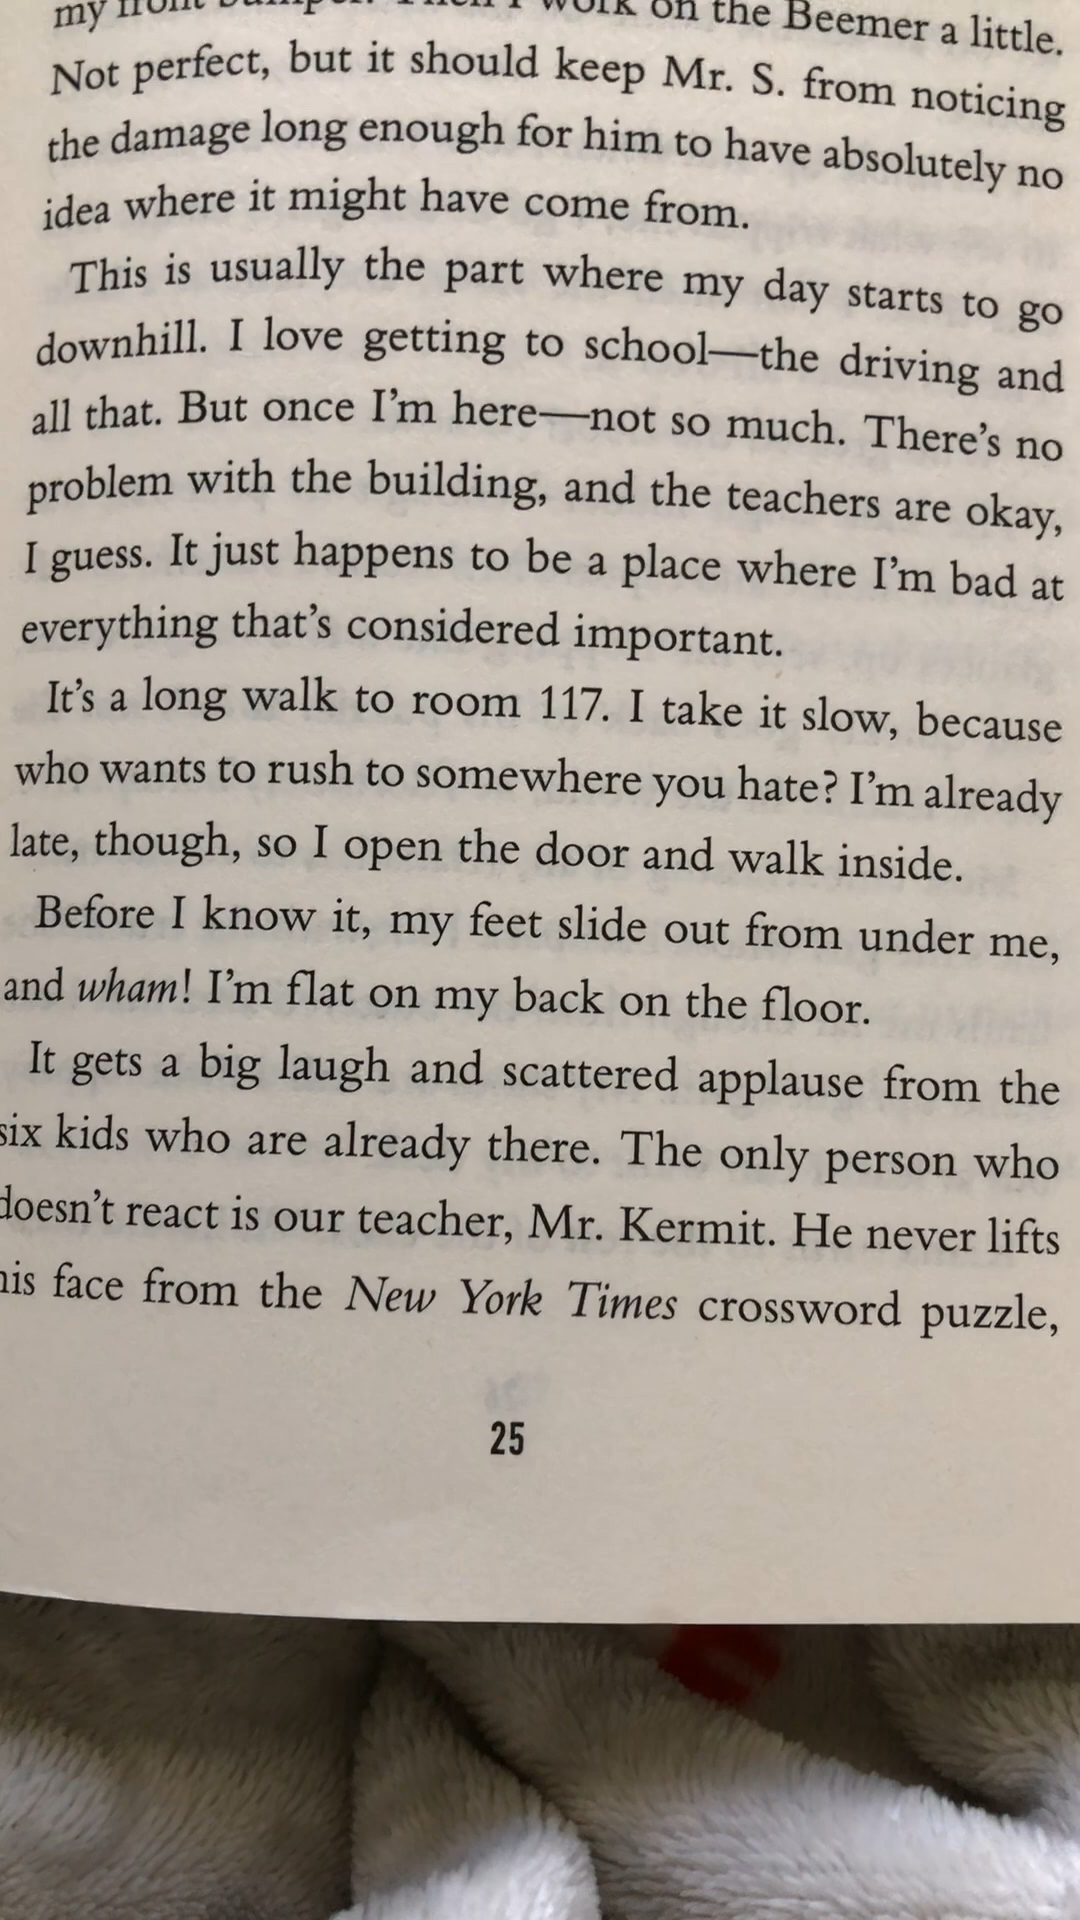 my front bumper. Then I work on the Beemer a little.
Not perfect, but it should keep Mr. S. from noticing
the damage long enough for him to have absolutely no
idea where it might have come from.
This is usually the part where my day starts to go
downhill. I love getting to school—the driving and
all that. But once I'm here—not so much. There's no
problem with the building, and the teachers are okay,
I guess. It just happens to be a place where I'm bad at
everything that's considered important.
It's a long walk to room 117. I take it slow, because
who wants to rush to somewhere you hate? I'm already
late, though, so I open the door and walk inside.
Before I know it, my feet slide out from under me,
and wham! I'm flat on my back on the floor.
It gets a big laugh and scattered applause from the
six kids who are already there. The only person who
doesn't react is our teacher, Mr. Kermit. He never lifts
his face from the New York Times crossword puzzle,
25